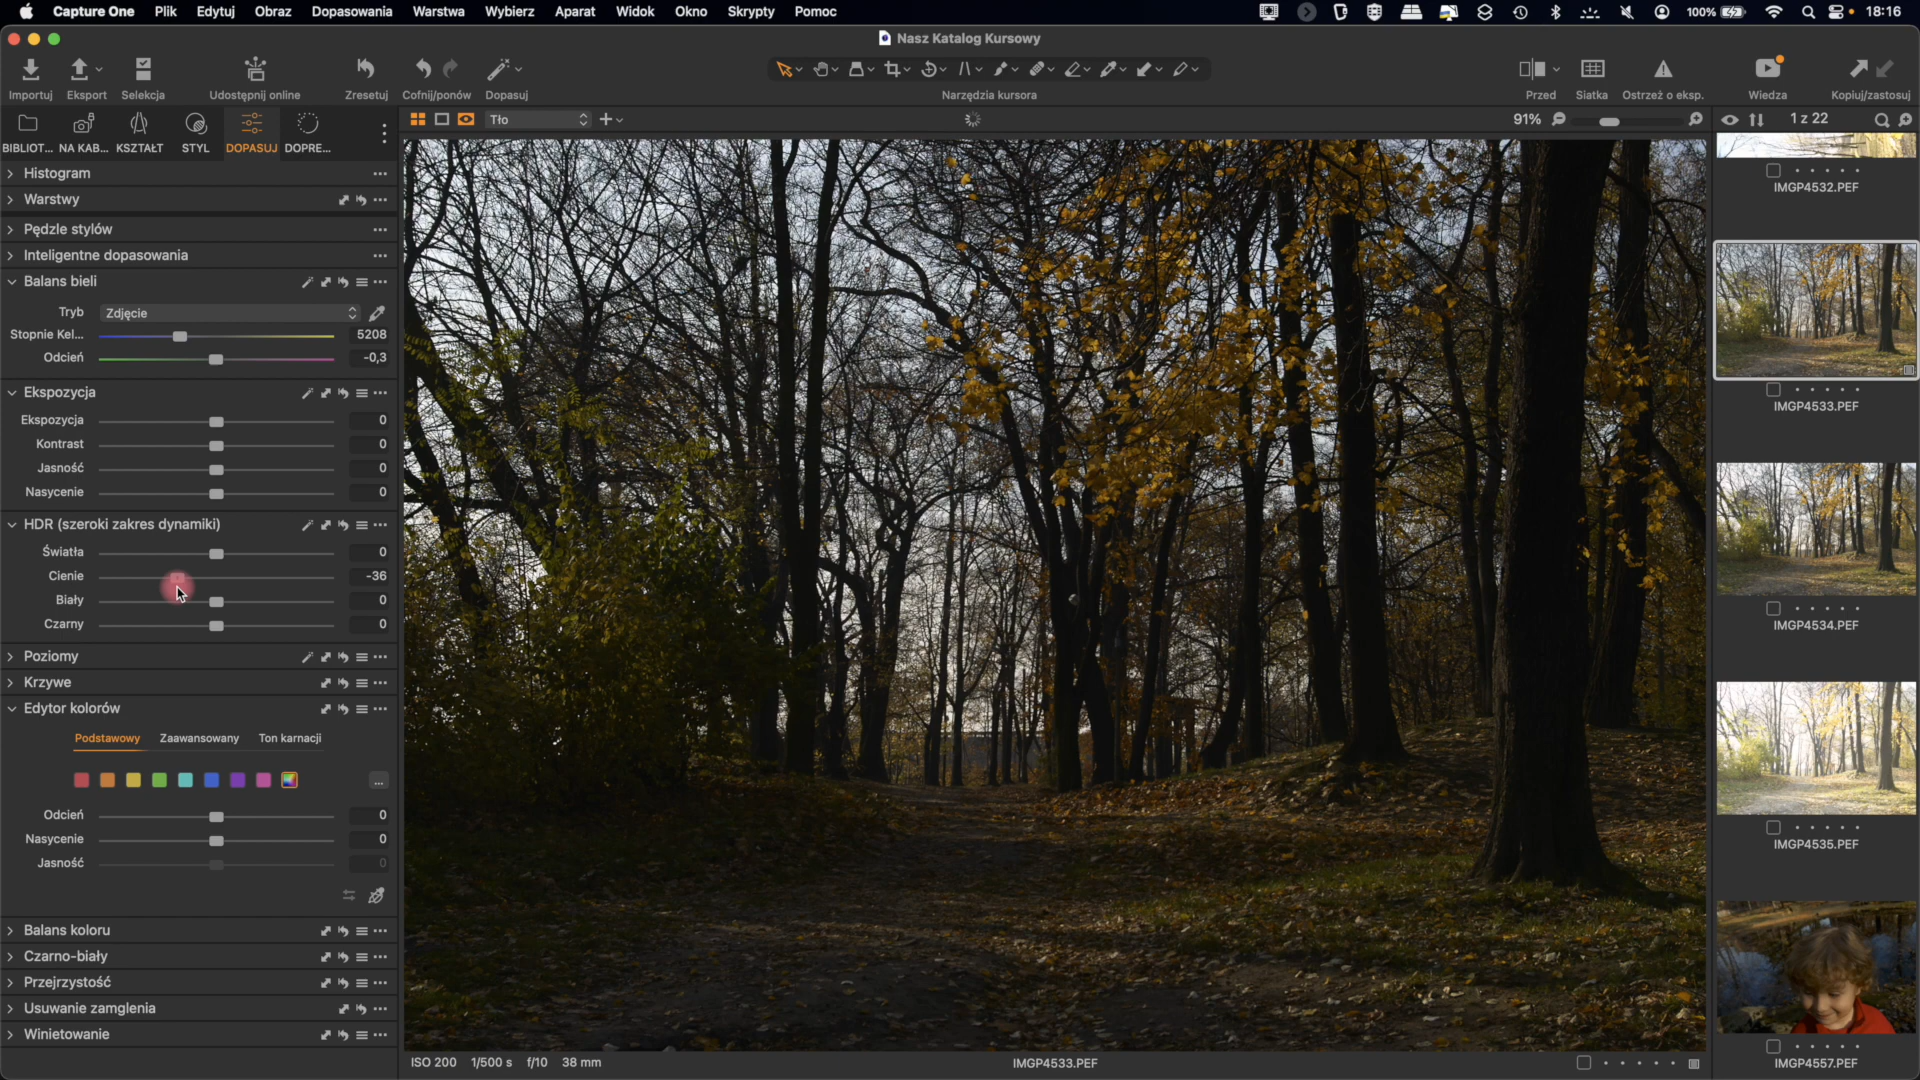 Capture One Plik Edytuj Obraz Dopasowania Warstwa Wybierz Aparat Widok Okno Skrypty Pomoc 100% 18:16
Nasz Katalog Kursowy
Importuj Eksport Selekcja Udostępnij online Zresetuj Cofnij/ponów Dopasuj Narzędzia kursora Przed Siatka Ostrzeż o eksp. Wiedza Kopiuj/zastosuj
BIBLIOT... NA KAB... KSZTAŁT STYL DOPASUJ DOPRE...
Tło 91% 1 z 22
Histogram
Warstwy
Pędzle stylów
Inteligentne dopasowania
Balans bieli
Tryb Zdjęcie
Stopnie Kel... 5208
Odcień -0,3
Ekspozycja
Ekspozycja 0
Kontrast 0
Jasność 0
Nasycenie 0
HDR (szeroki zakres dynamiki)
Światła 0
Cienie -36
Biały 0
Czarny 0
Poziomy
Krzywe
Edytor kolorów
Podstawowy Zaawansowany Ton karnacji
...
Odcień 0
Nasycenie 0
Jasność 0
Balans koloru
Czarno-biały
Przejrzystość
Usuwanie zamglenia
Winietowanie
ISO 200 1/500 s f/10 38 mm IMGP4533.PEF
IMGP4532.PEF
IMGP4533.PEF
IMGP4534.PEF
IMGP4535.PEF
IMGP4557.PEF